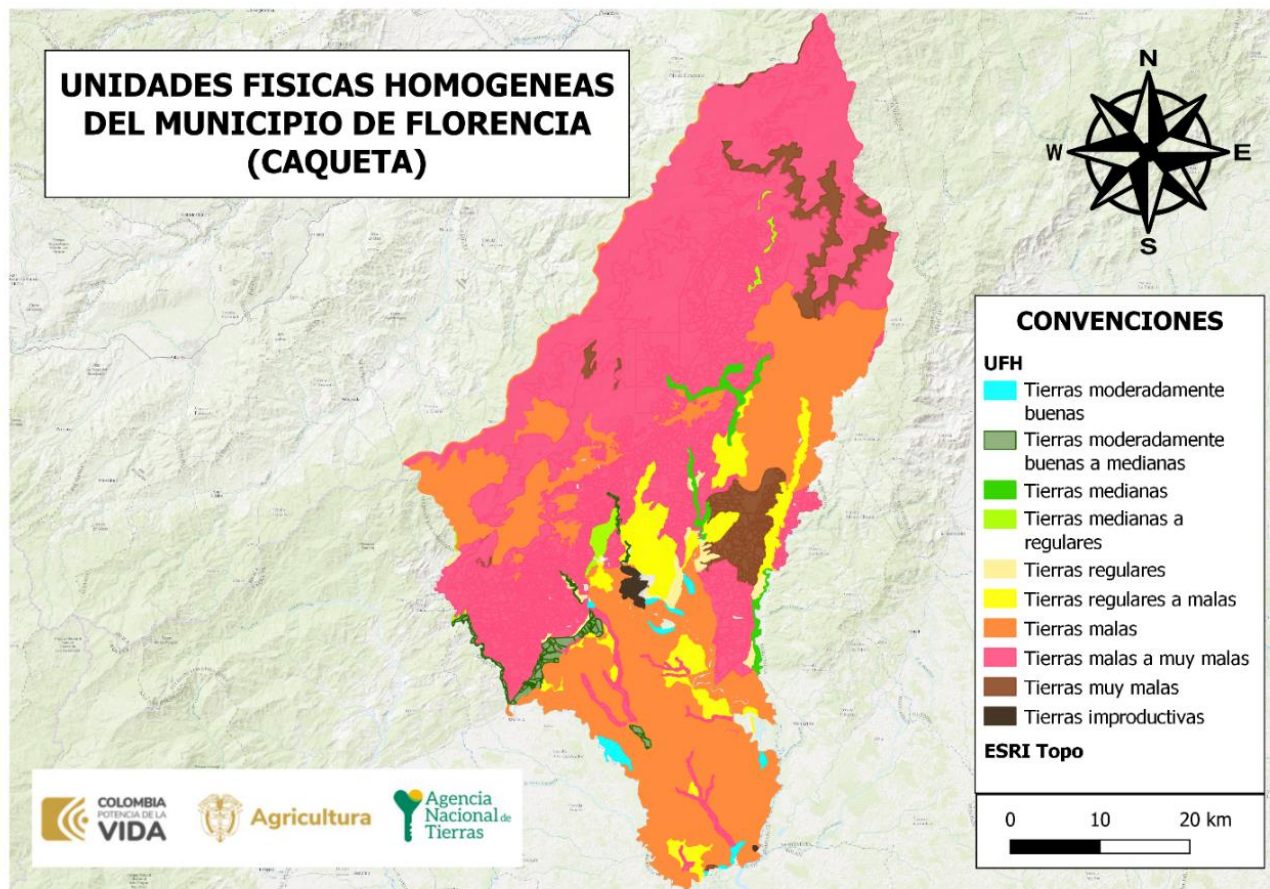 UNIDADES FISICAS HOMOGENEAS
DEL MUNICIPIO DE FLORENCIA
(CAQUETA)
N
W
E
S
CONVENCIONES
UFH
Tierras moderadamente
buenas
Tierras moderadamente
buenas a medianas
Tierras medianas
Tierras medianas a
regulares
Tierras regulares
Tierras regulares a malas
Tierras malas
Tierras malas a muy malas
Tierras muy malas
Tierras improductivas
ESRI Topo
0 10 20 km
COLOMBIA
POTENCIA DE LA
VIDA
Agricultura
Agencia
Nacional de
Tierras